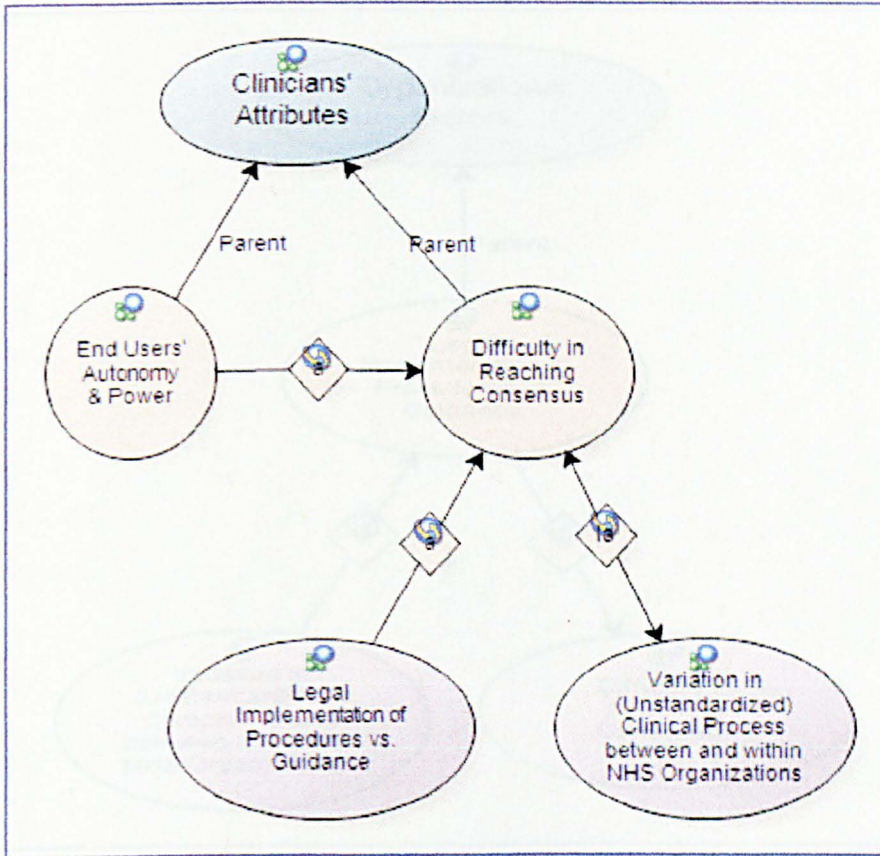 Clinicians'
Attributes
Parent
Parent
End Users'
Autonomy
& Power
a
Difficulty in
Reaching
Consensus
a
Legal
Implementation of
Procedures vs.
Guidance
Variation in
(Unstandardized)
Clinical Process
between and within
NHS Organizations